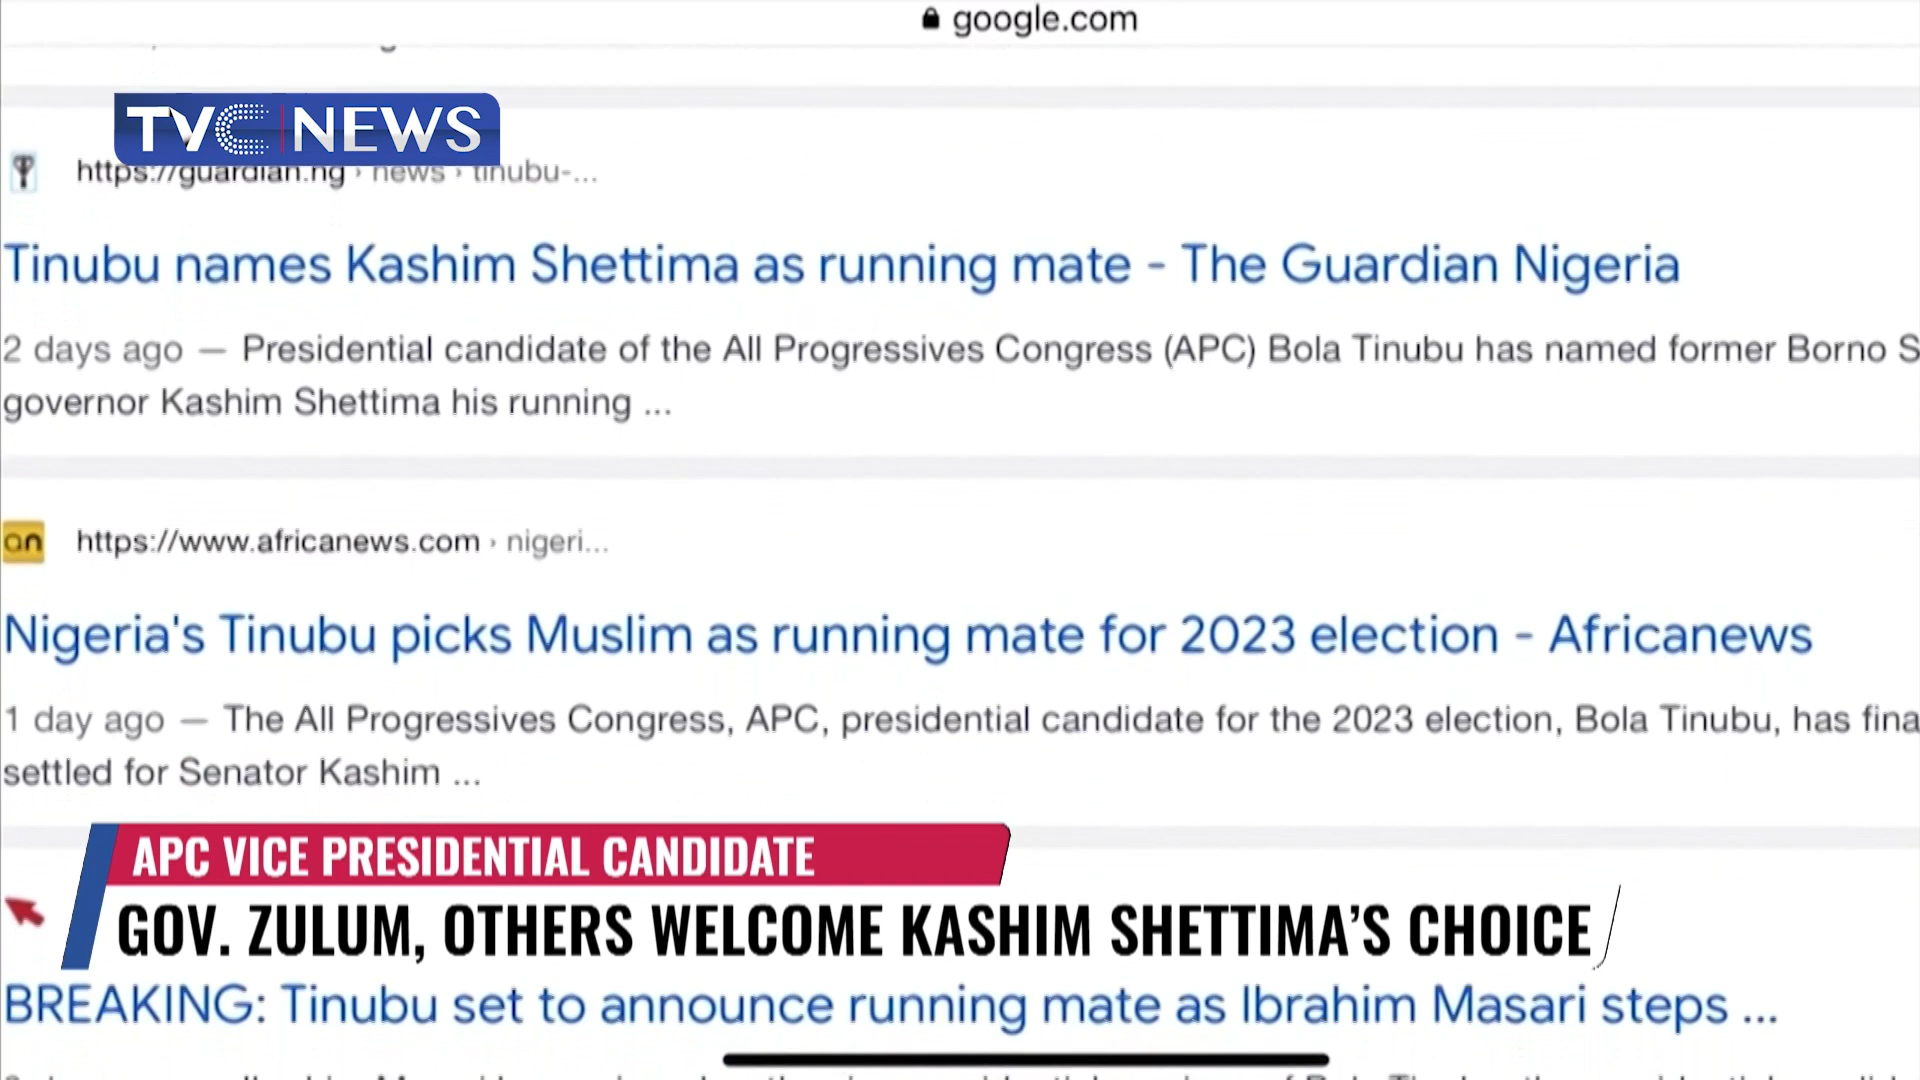 google.com
TVC NEWS
https://guardian.ng › news › tinubu-...
Tinubu names Kashim Shettima as running mate - The Guardian Nigeria
2 days ago — Presidential candidate of the All Progressives Congress (APC) Bola Tinubu has named former Borno S
governor Kashim Shettima his running ...
an https://www.africanews.com › nigeri...
Nigeria's Tinubu picks Muslim as running mate for 2023 election - Africanews
1 day ago — The All Progressives Congress, APC, presidential candidate for the 2023 election, Bola Tinubu, has fina
settled for Senator Kashim ...
APC VICE PRESIDENTIAL CANDIDATE
GOV. ZULUM, OTHERS WELCOME KASHIM SHETTIMA’S CHOICE
BREAKING: Tinubu set to announce running mate as Ibrahim Masari steps ...